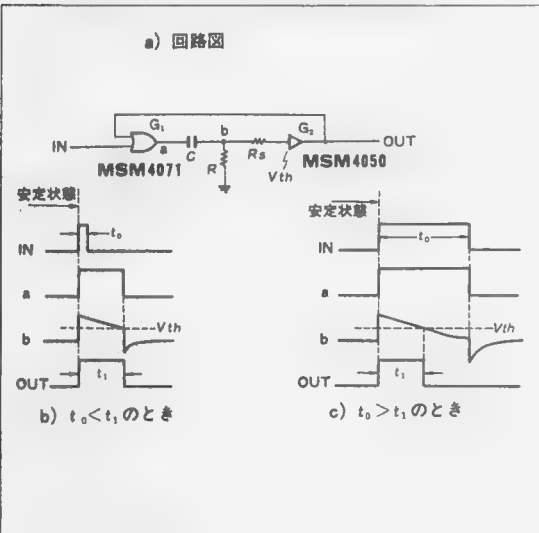 a) 回路図
G₁
b
G₂
IN
a
C
Rs
OUT
MSM4071
R
Vth
MSM4050
安定状態
t₀
IN
a
b
Vth
OUT
t₁
b) t₀<t₁のとき
安定状態
IN
t₀
a
b
Vth
OUT
t₁
c) t₀>t₁のとき